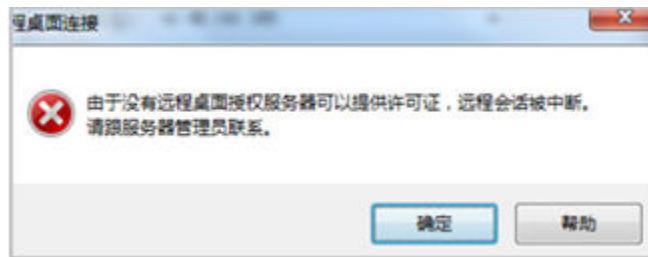 程桌面连接
由于没有远程桌面授权服务器可以提供许可证，远程会话被中断。
请跟服务器管理员联系。
确定
帮助